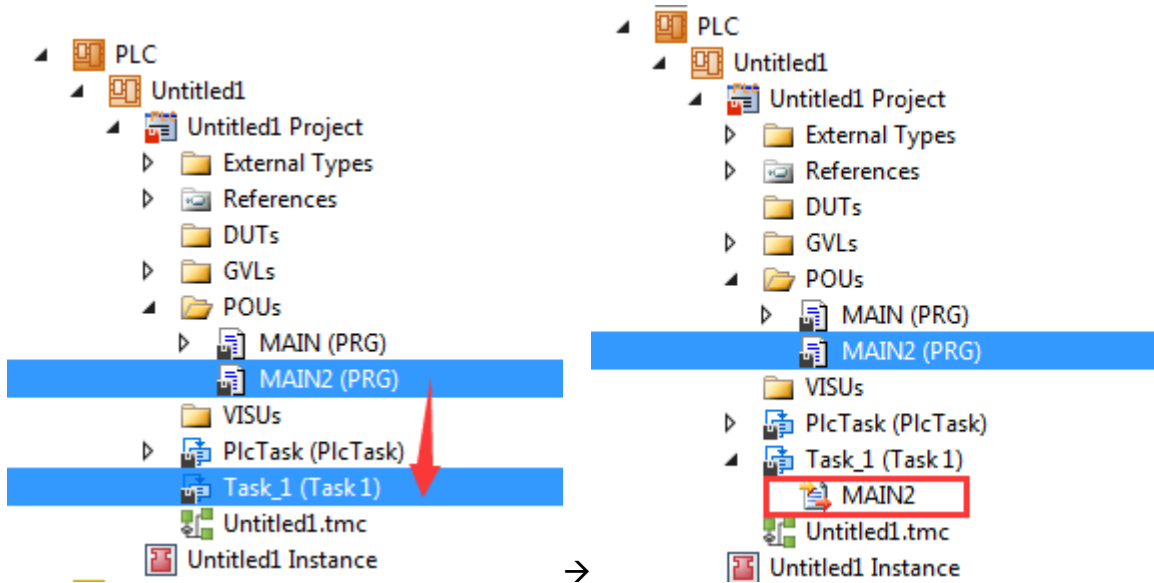 PLC
Untitled1
Untitled1 Project
External Types
References
DUTs
GVLs
POUs
MAIN (PRG)
MAIN2 (PRG)
VISUs
PlcTask (PlcTask)
Task_1 (Task 1)
Untitled1.tmc
Untitled1 Instance
→
PLC
Untitled1
Untitled1 Project
External Types
References
DUTs
GVLs
POUs
MAIN (PRG)
MAIN2 (PRG)
VISUs
PlcTask (PlcTask)
Task_1 (Task 1)
MAIN2
Untitled1.tmc
Untitled1 Instance